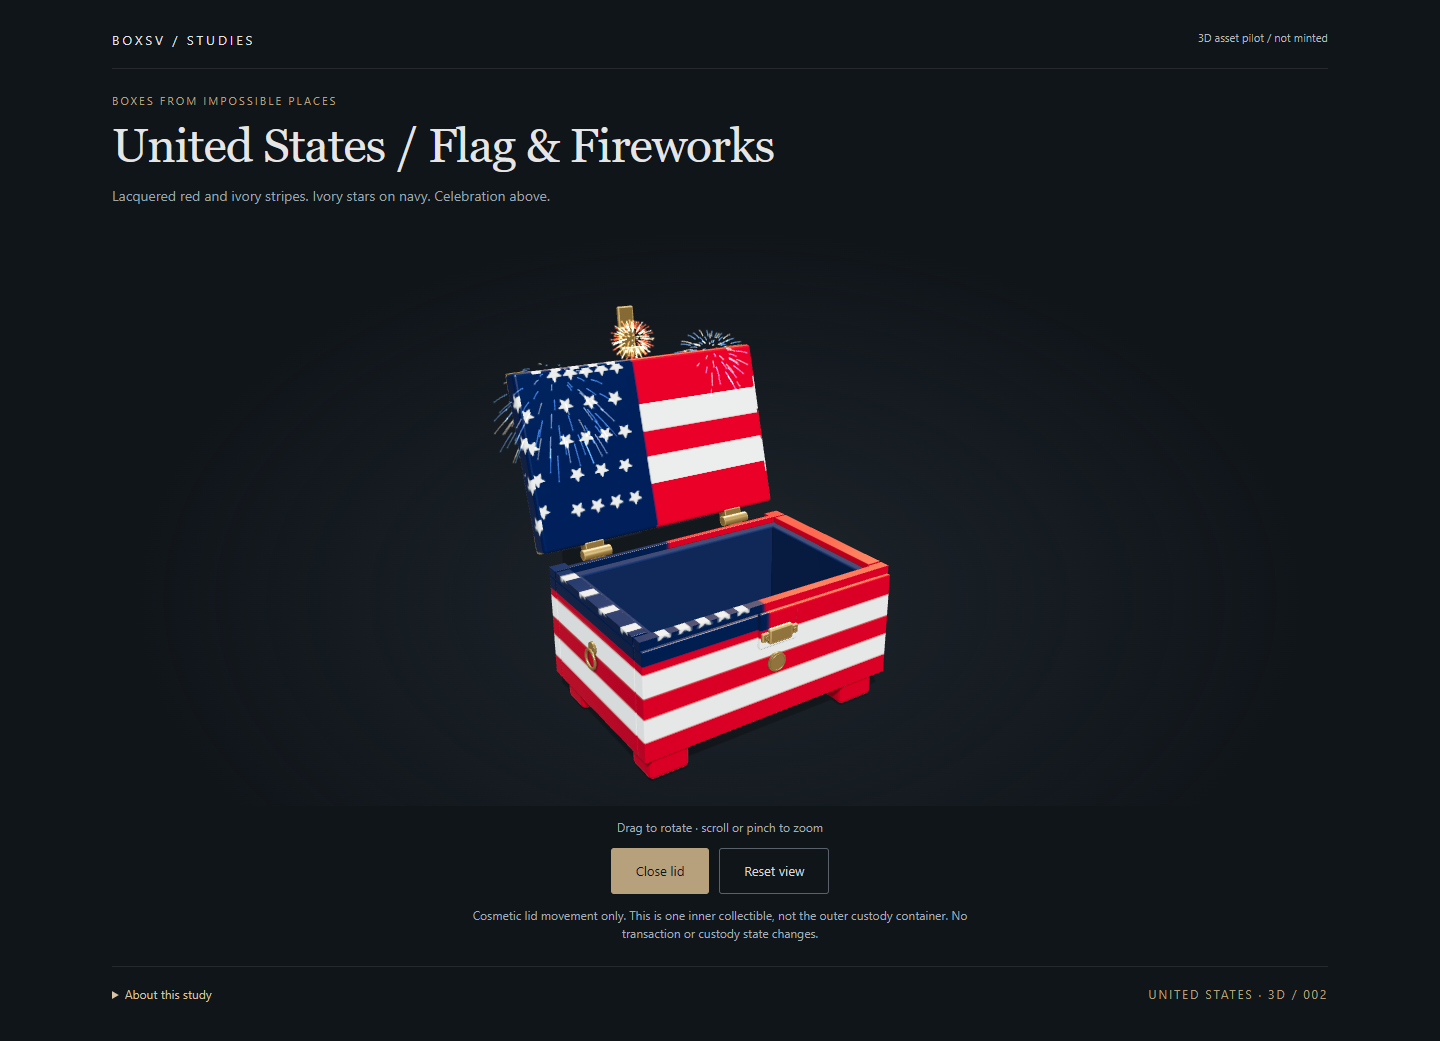 BOXSV / STUDIES
3D asset pilot / not minted
BOXES FROM IMPOSSIBLE PLACES
United States / Flag & Fireworks
Lacquered red and ivory stripes. Ivory stars on navy. Celebration above.
Drag to rotate · scroll or pinch to zoom
Close lid
Reset view
Cosmetic lid movement only. This is one inner collectible, not the outer custody container. No
transaction or custody state changes.
About this study
UNITED STATES · 3D / 002